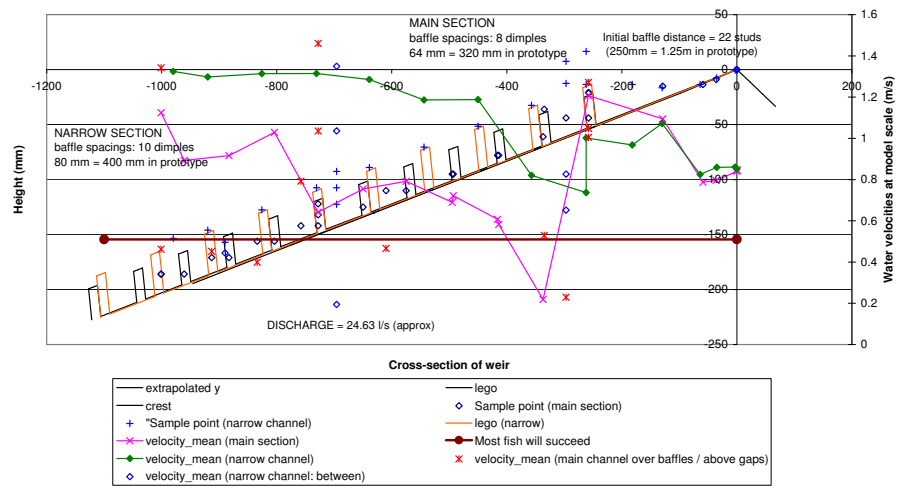 MAIN SECTION
baffle spacings: 8 dimples
64 mm = 320 mm in prototype
Initial baffle distance = 22 studs
(250mm = 1.25m in prototype)
NARROW SECTION
baffle spacings: 10 dimples
80 mm = 400 mm in prototype
DISCHARGE = 24.63 l/s (approx)
-1200 -1000 -800 -600 -400 -200 0 200
50
0
-50
-100
-150
-200
-250
1.6
1.4
1.2
1
0.8
0.6
0.4
0.2
0
Height (mm)
Water velocities at model scale (m/s)
Cross-section of weir
extrapolated y
lego
crest
Sample point (main section)
"Sample point (narrow channel)
lego (narrow)
velocity_mean (main section)
Most fish will succeed
velocity_mean (narrow channel)
velocity_mean (main channel over baffles / above gaps)
velocity_mean (narrow channel: between)